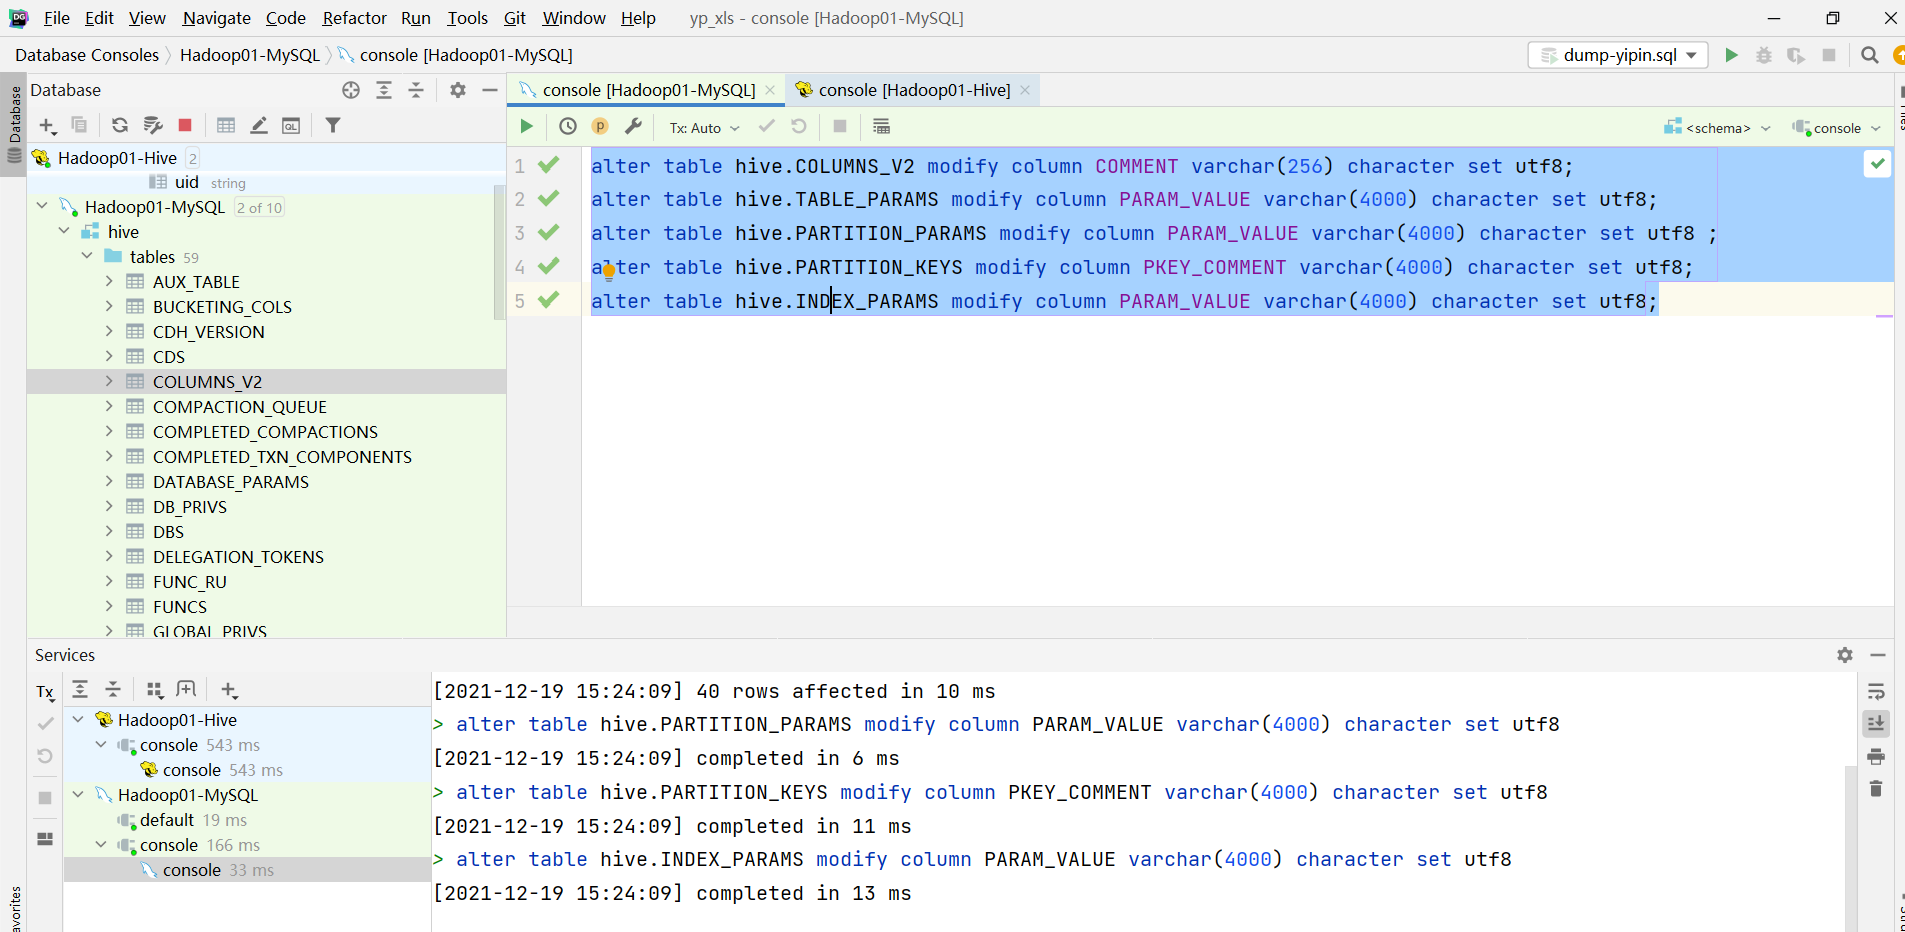 File Edit View Navigate Code Refactor Run Tools Git Window Help yp_xls - console [Hadoop01-MySQL]
Database Consoles Hadoop01-MySQL console [Hadoop01-MySQL] dump-yipin.sql
Database
Database
console [Hadoop01-MySQL] console [Hadoop01-Hive]
Tx: Auto <schema> console
Hadoop01-Hive 2
uid string
Hadoop01-MySQL 2 of 10
hive
tables 59
AUX_TABLE
BUCKETING_COLS
CDH_VERSION
CDS
COLUMNS_V2
COMPACTION_QUEUE
COMPLETED_COMPACTIONS
COMPLETED_TXN_COMPONENTS
DATABASE_PARAMS
DB_PRIVS
DBS
DELEGATION_TOKENS
FUNC_RU
FUNCS
GLOBAL_PRIVS
1 alter table hive.COLUMNS_V2 modify column COMMENT varchar(256) character set utf8;
2 alter table hive.TABLE_PARAMS modify column PARAM_VALUE varchar(4000) character set utf8;
3 alter table hive.PARTITION_PARAMS modify column PARAM_VALUE varchar(4000) character set utf8 ;
4 alter table hive.PARTITION_KEYS modify column PKEY_COMMENT varchar(4000) character set utf8;
5 alter table hive.INDEX_PARAMS modify column PARAM_VALUE varchar(4000) character set utf8;
Services
Tx
Hadoop01-Hive
console 543 ms
console 543 ms
Hadoop01-MySQL
default 19 ms
console 166 ms
console 33 ms
[2021-12-19 15:24:09] 40 rows affected in 10 ms
> alter table hive.PARTITION_PARAMS modify column PARAM_VALUE varchar(4000) character set utf8
[2021-12-19 15:24:09] completed in 6 ms
> alter table hive.PARTITION_KEYS modify column PKEY_COMMENT varchar(4000) character set utf8
[2021-12-19 15:24:09] completed in 11 ms
> alter table hive.INDEX_PARAMS modify column PARAM_VALUE varchar(4000) character set utf8
[2021-12-19 15:24:09] completed in 13 ms